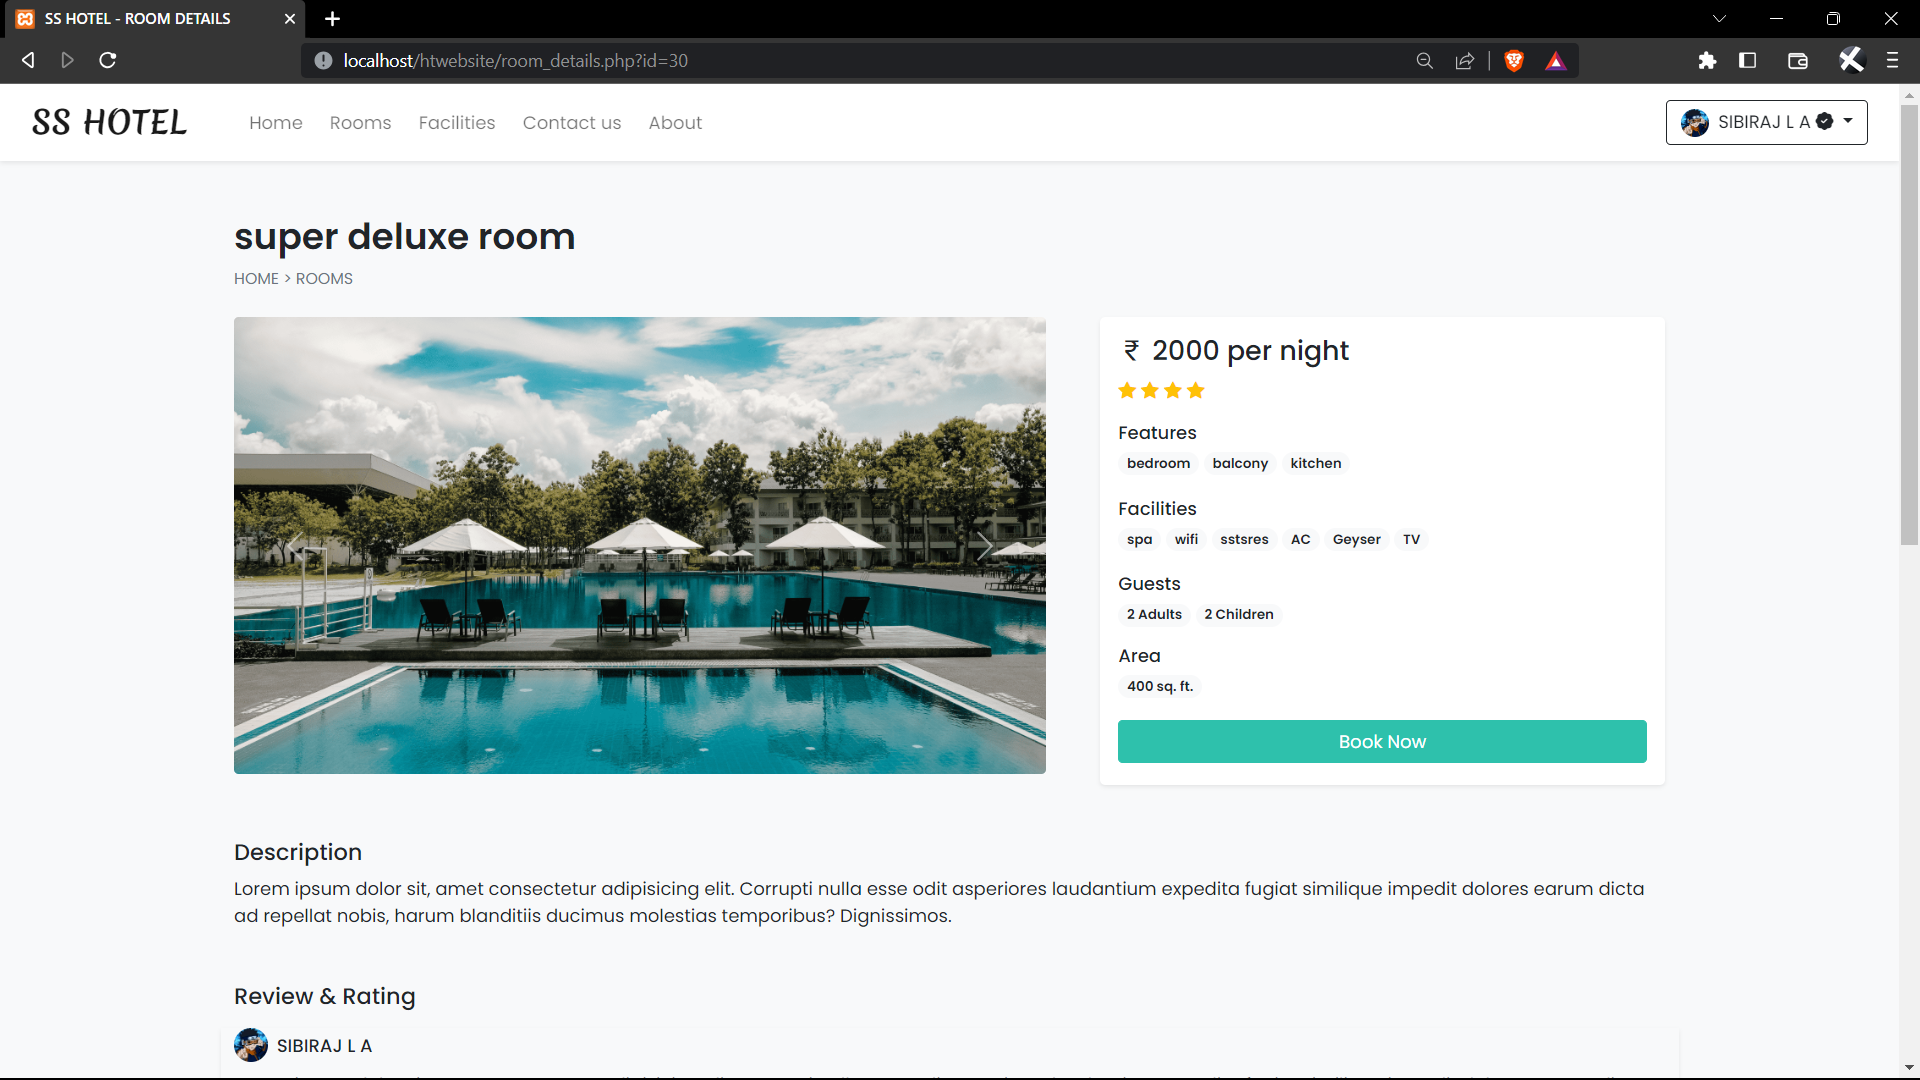 SS HOTEL - ROOM DETAILS
localhost/htwebsite/room_details.php?id=30
SS HOTEL
Home Rooms Facilities Contact us About
SIBIRAJ L A
super deluxe room
HOME > ROOMS
₹ 2000 per night
Features
bedroom balcony kitchen
Facilities
spa wifi sstsres AC Geyser TV
Guests
2 Adults 2 Children
Area
400 sq. ft.
Book Now
Description
Lorem ipsum dolor sit, amet consectetur adipisicing elit. Corrupti nulla esse odit asperiores laudantium expedita fugiat similique impedit dolores earum dicta
ad repellat nobis, harum blanditiis ducimus molestias temporibus? Dignissimos.
Review & Rating
SIBIRAJ L A